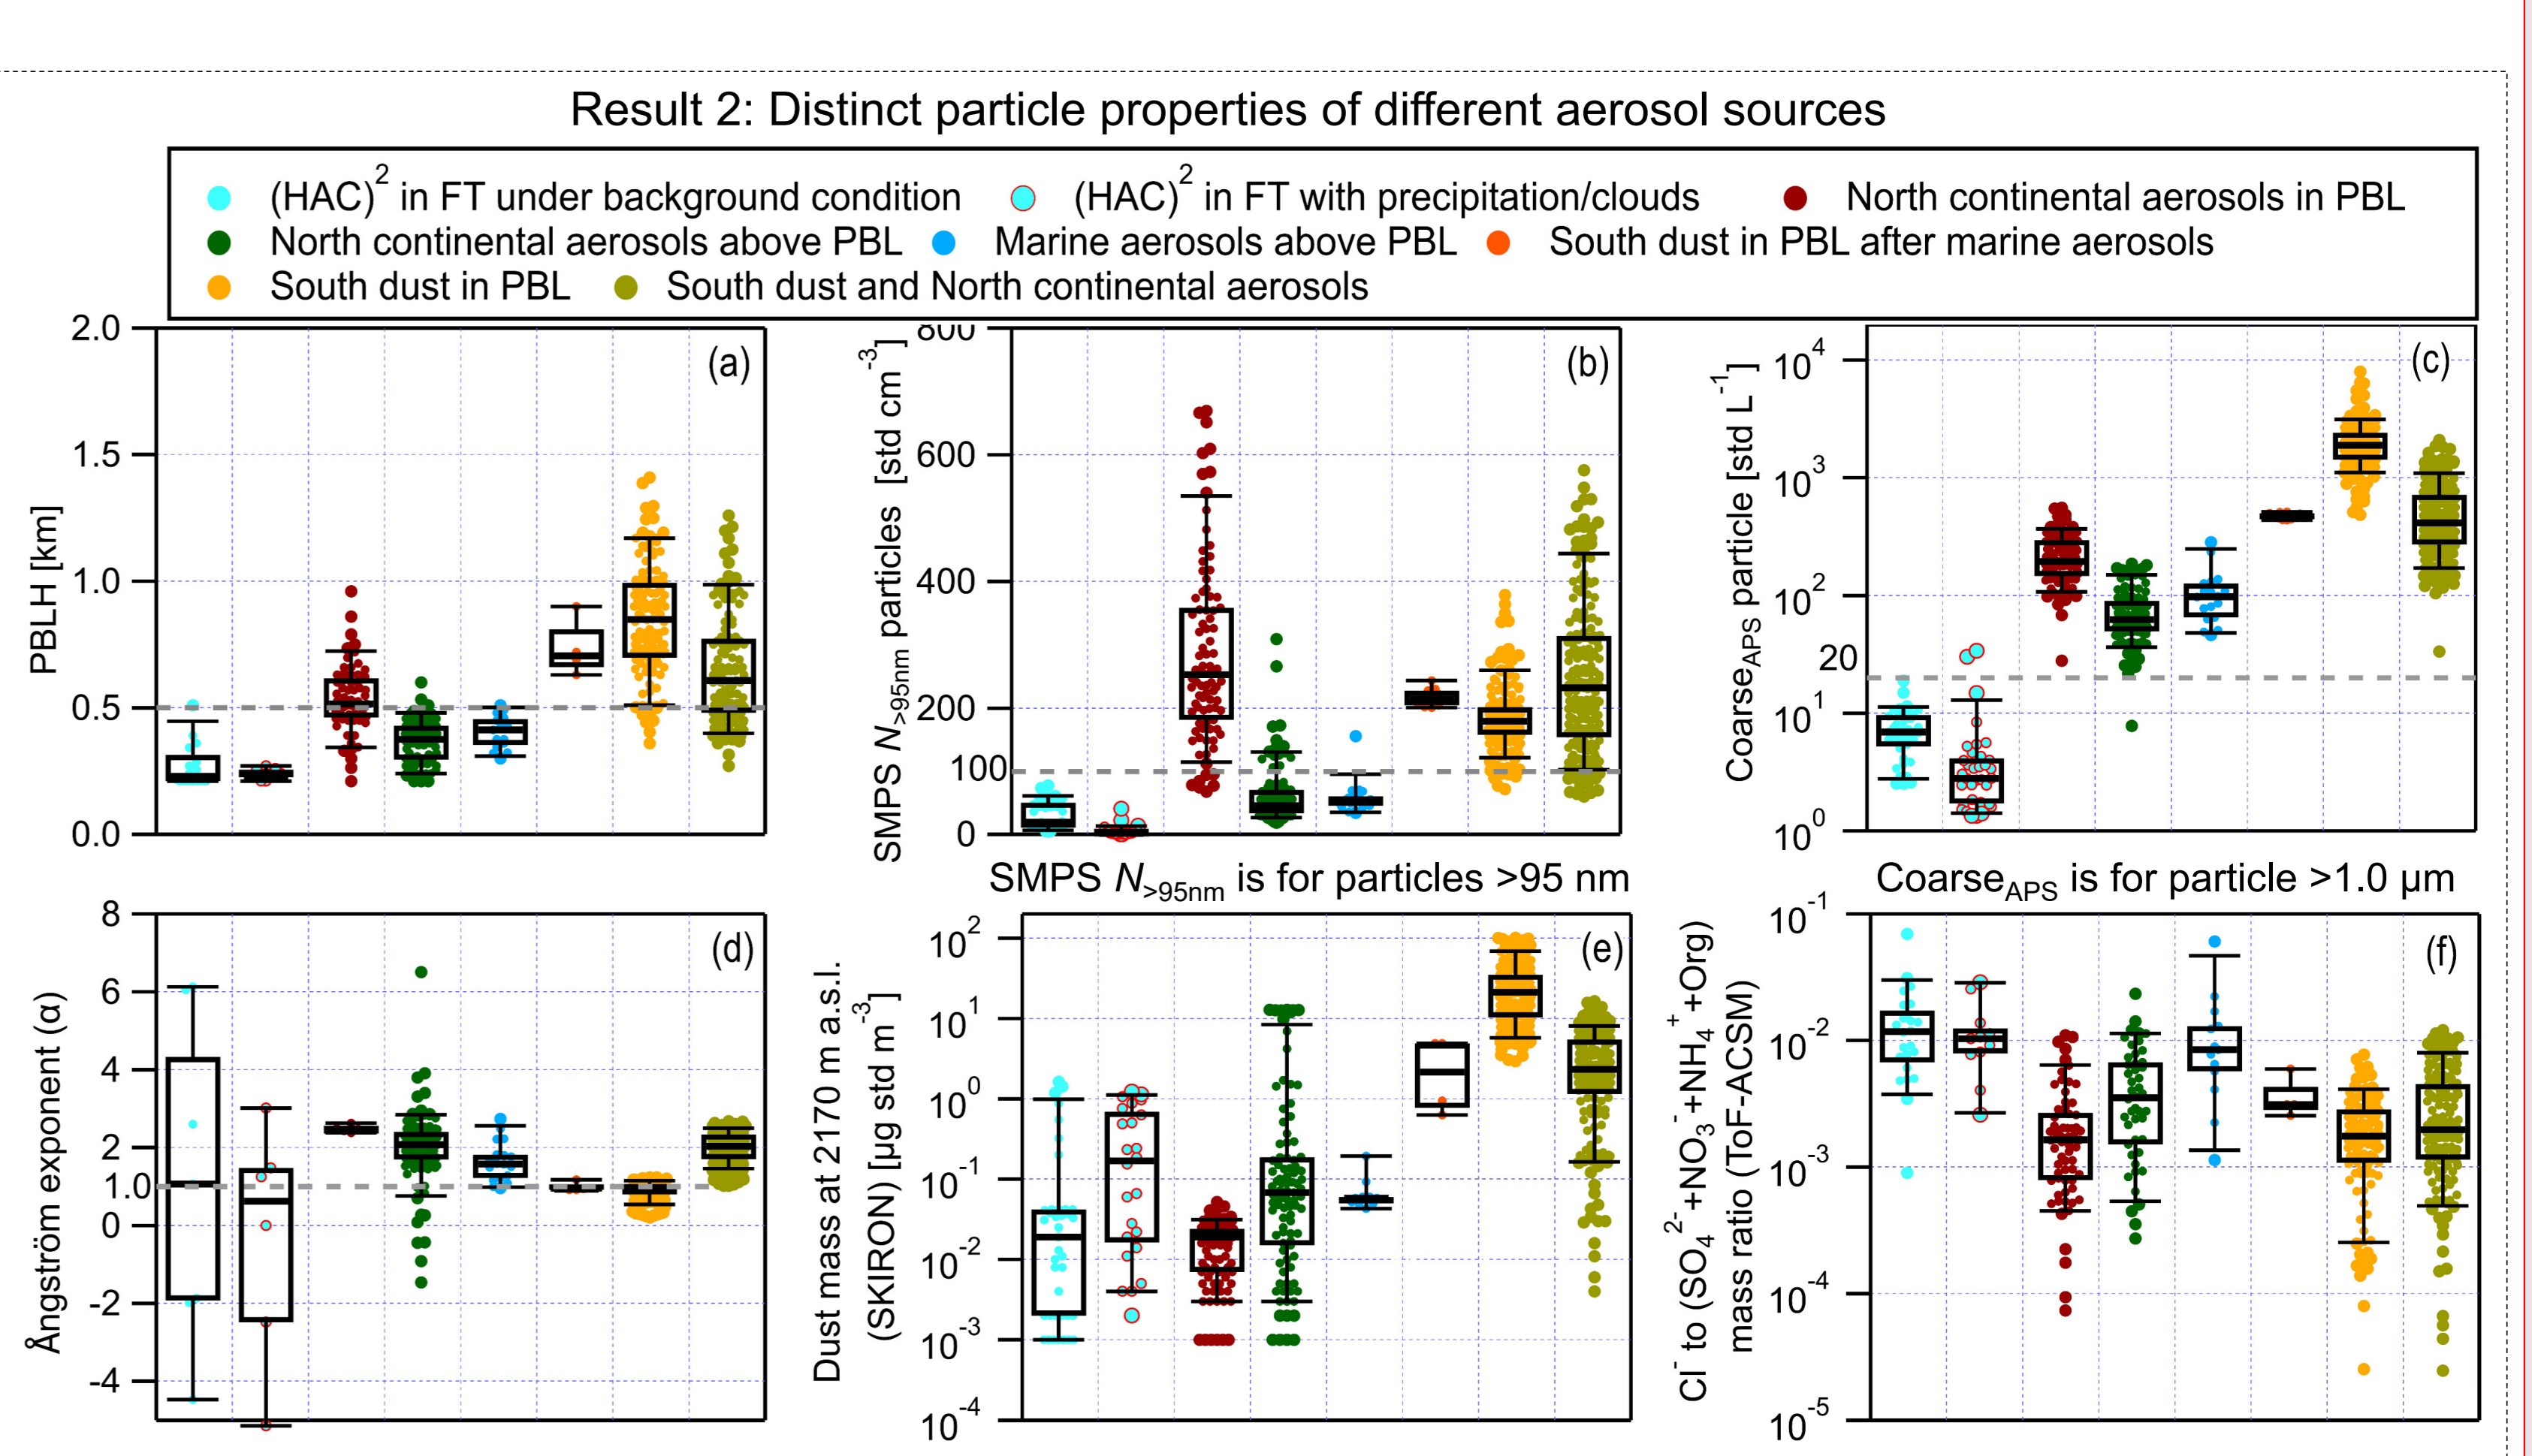 Result 2: Distinct particle properties of different aerosol sources
(HAC)² in FT under background condition
(HAC)² in FT with precipitation/clouds
North continental aerosols in PBL
North continental aerosols above PBL
Marine aerosols above PBL
South dust in PBL after marine aerosols
South dust in PBL
South dust and North continental aerosols
(a)
PBLH [km]
2.0
1.5
1.0
0.5
0.0
(b)
SMPS N>95nm particles [std cm⁻³]
800
600
400
200
100
0
SMPS N>95nm is for particles >95 nm
(c)
CoarseAPS particle [std L⁻¹]
10⁴
10³
10²
20
10¹
10⁰
CoarseAPS is for particle >1.0 µm
(d)
Ångström exponent (α)
8
6
4
2
1.0
0
-2
-4
(e)
Dust mass at 2170 m a.s.l.
(SKIRON) [µg std m⁻³]
10²
10¹
10⁰
10⁻¹
10⁻²
10⁻³
10⁻⁴
(f)
Cl⁻ to (SO₄²⁻+NO₃⁻+NH₄⁺+Org)
mass ratio (ToF-ACSM)
10⁻¹
10⁻²
10⁻³
10⁻⁴
10⁻⁵